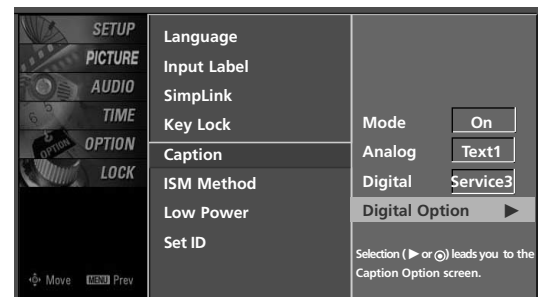 SETUP
PICTURE
AUDIO
TIME
OPTION
LOCK
Move MENU Prev
Language
Input Label
SimpLink
Key Lock
Caption
ISM Method
Low Power
Set ID
Mode On
Analog Text1
Digital Service3
Digital Option ▶
Selection ( ▶ or ◉) leads you to the
Caption Option screen.